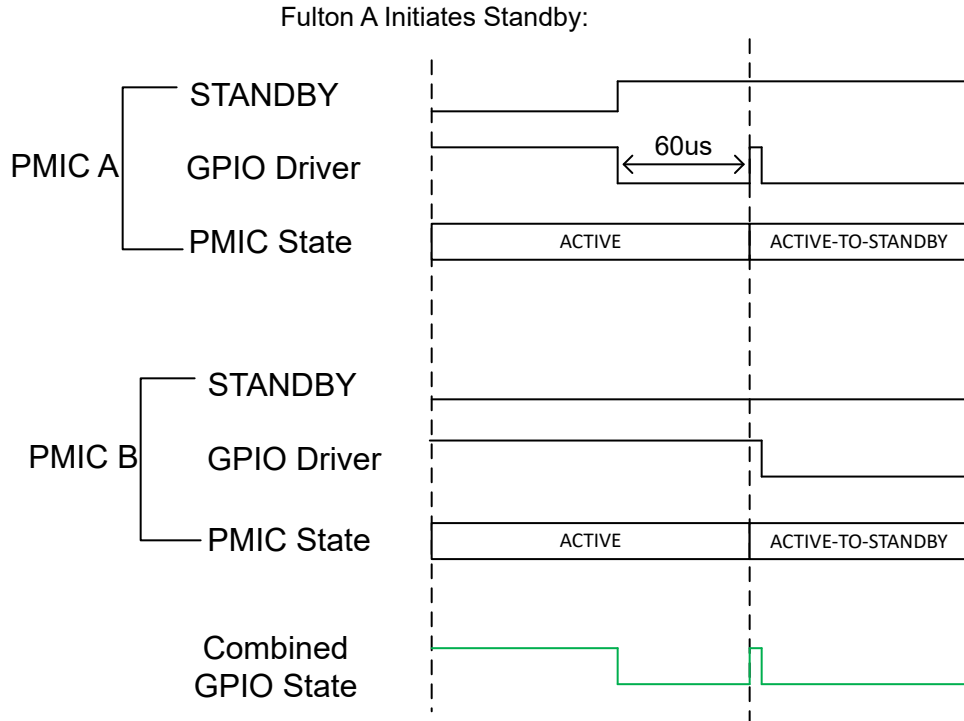 Fulton A Initiates Standby:
STANDBY
PMIC A
GPIO Driver
60us
PMIC State
ACTIVE
ACTIVE-TO-STANDBY
STANDBY
PMIC B
GPIO Driver
PMIC State
ACTIVE
ACTIVE-TO-STANDBY
Combined
GPIO State